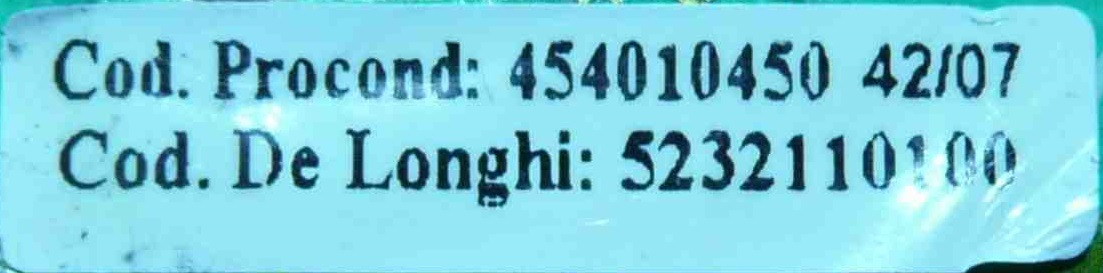 Cod. Procond: 454010450 42/07
Cod. De Longhi: 5232110100